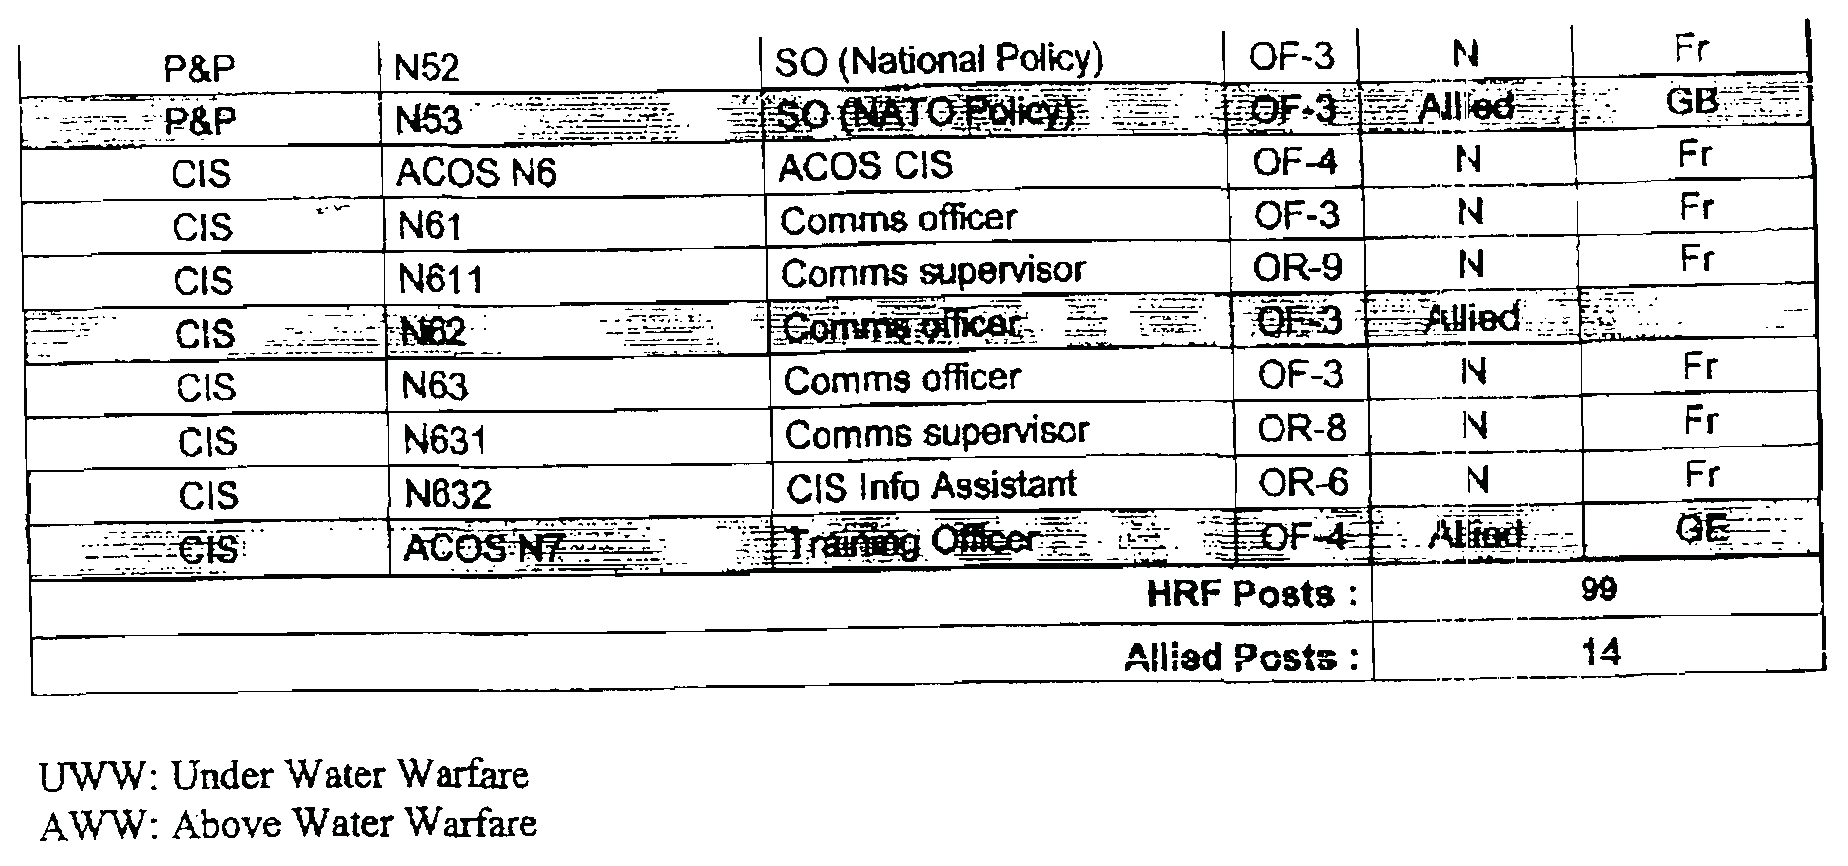 P&P N52 SO (National Policy) OF-3 N Fr
P&P N53 SO (NATO Policy) OF-3 Allied GB
CIS ACOS N6 ACOS CIS OF-4 N Fr
CIS N61 Comms officer OF-3 N Fr
CIS N611 Comms supervisor OR-9 N Fr
CIS N62 Comms officer OF-3 Allied
CIS N63 Comms officer OF-3 N Fr
CIS N631 Comms supervisor OR-8 N Fr
CIS N632 CIS Info Assistant OR-6 N Fr
CIS ACOS N7 Training Officer OF-4 Allied GE
HRF Posts : 99
Allied Posts : 14
UWW: Under Water Warfare
AWW: Above Water Warfare